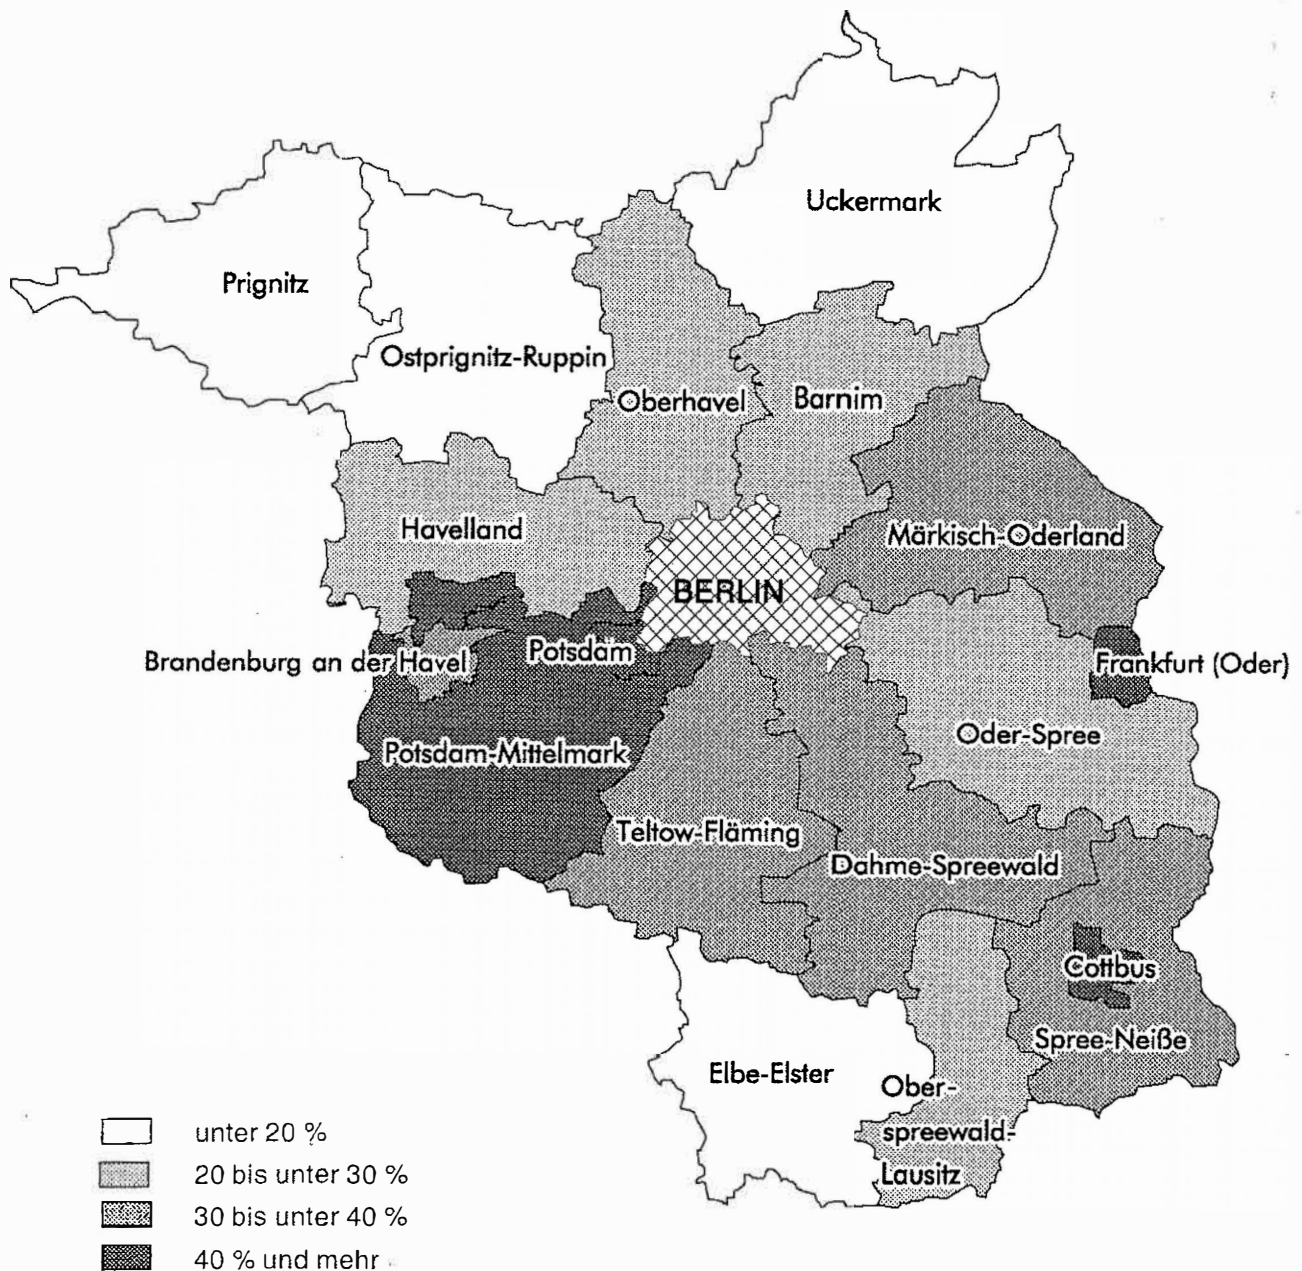 Uckermark
Prignitz
Ostprignitz-Ruppin
Oberhavel
Barnim
Havelland
Märkisch-Oderland
BERLIN
Brandenburg an der Havel
Potsdam
Frankfurt (Oder)
Potsdam-Mittelmark
Oder-Spree
Teltow-Fläming
Dahme-Spreewald
Cottbus
Spree-Neiße
Elbe-Elster
Ober-
spreewald-
Lausitz
unter 20 %
20 bis unter 30 %
30 bis unter 40 %
40 % und mehr